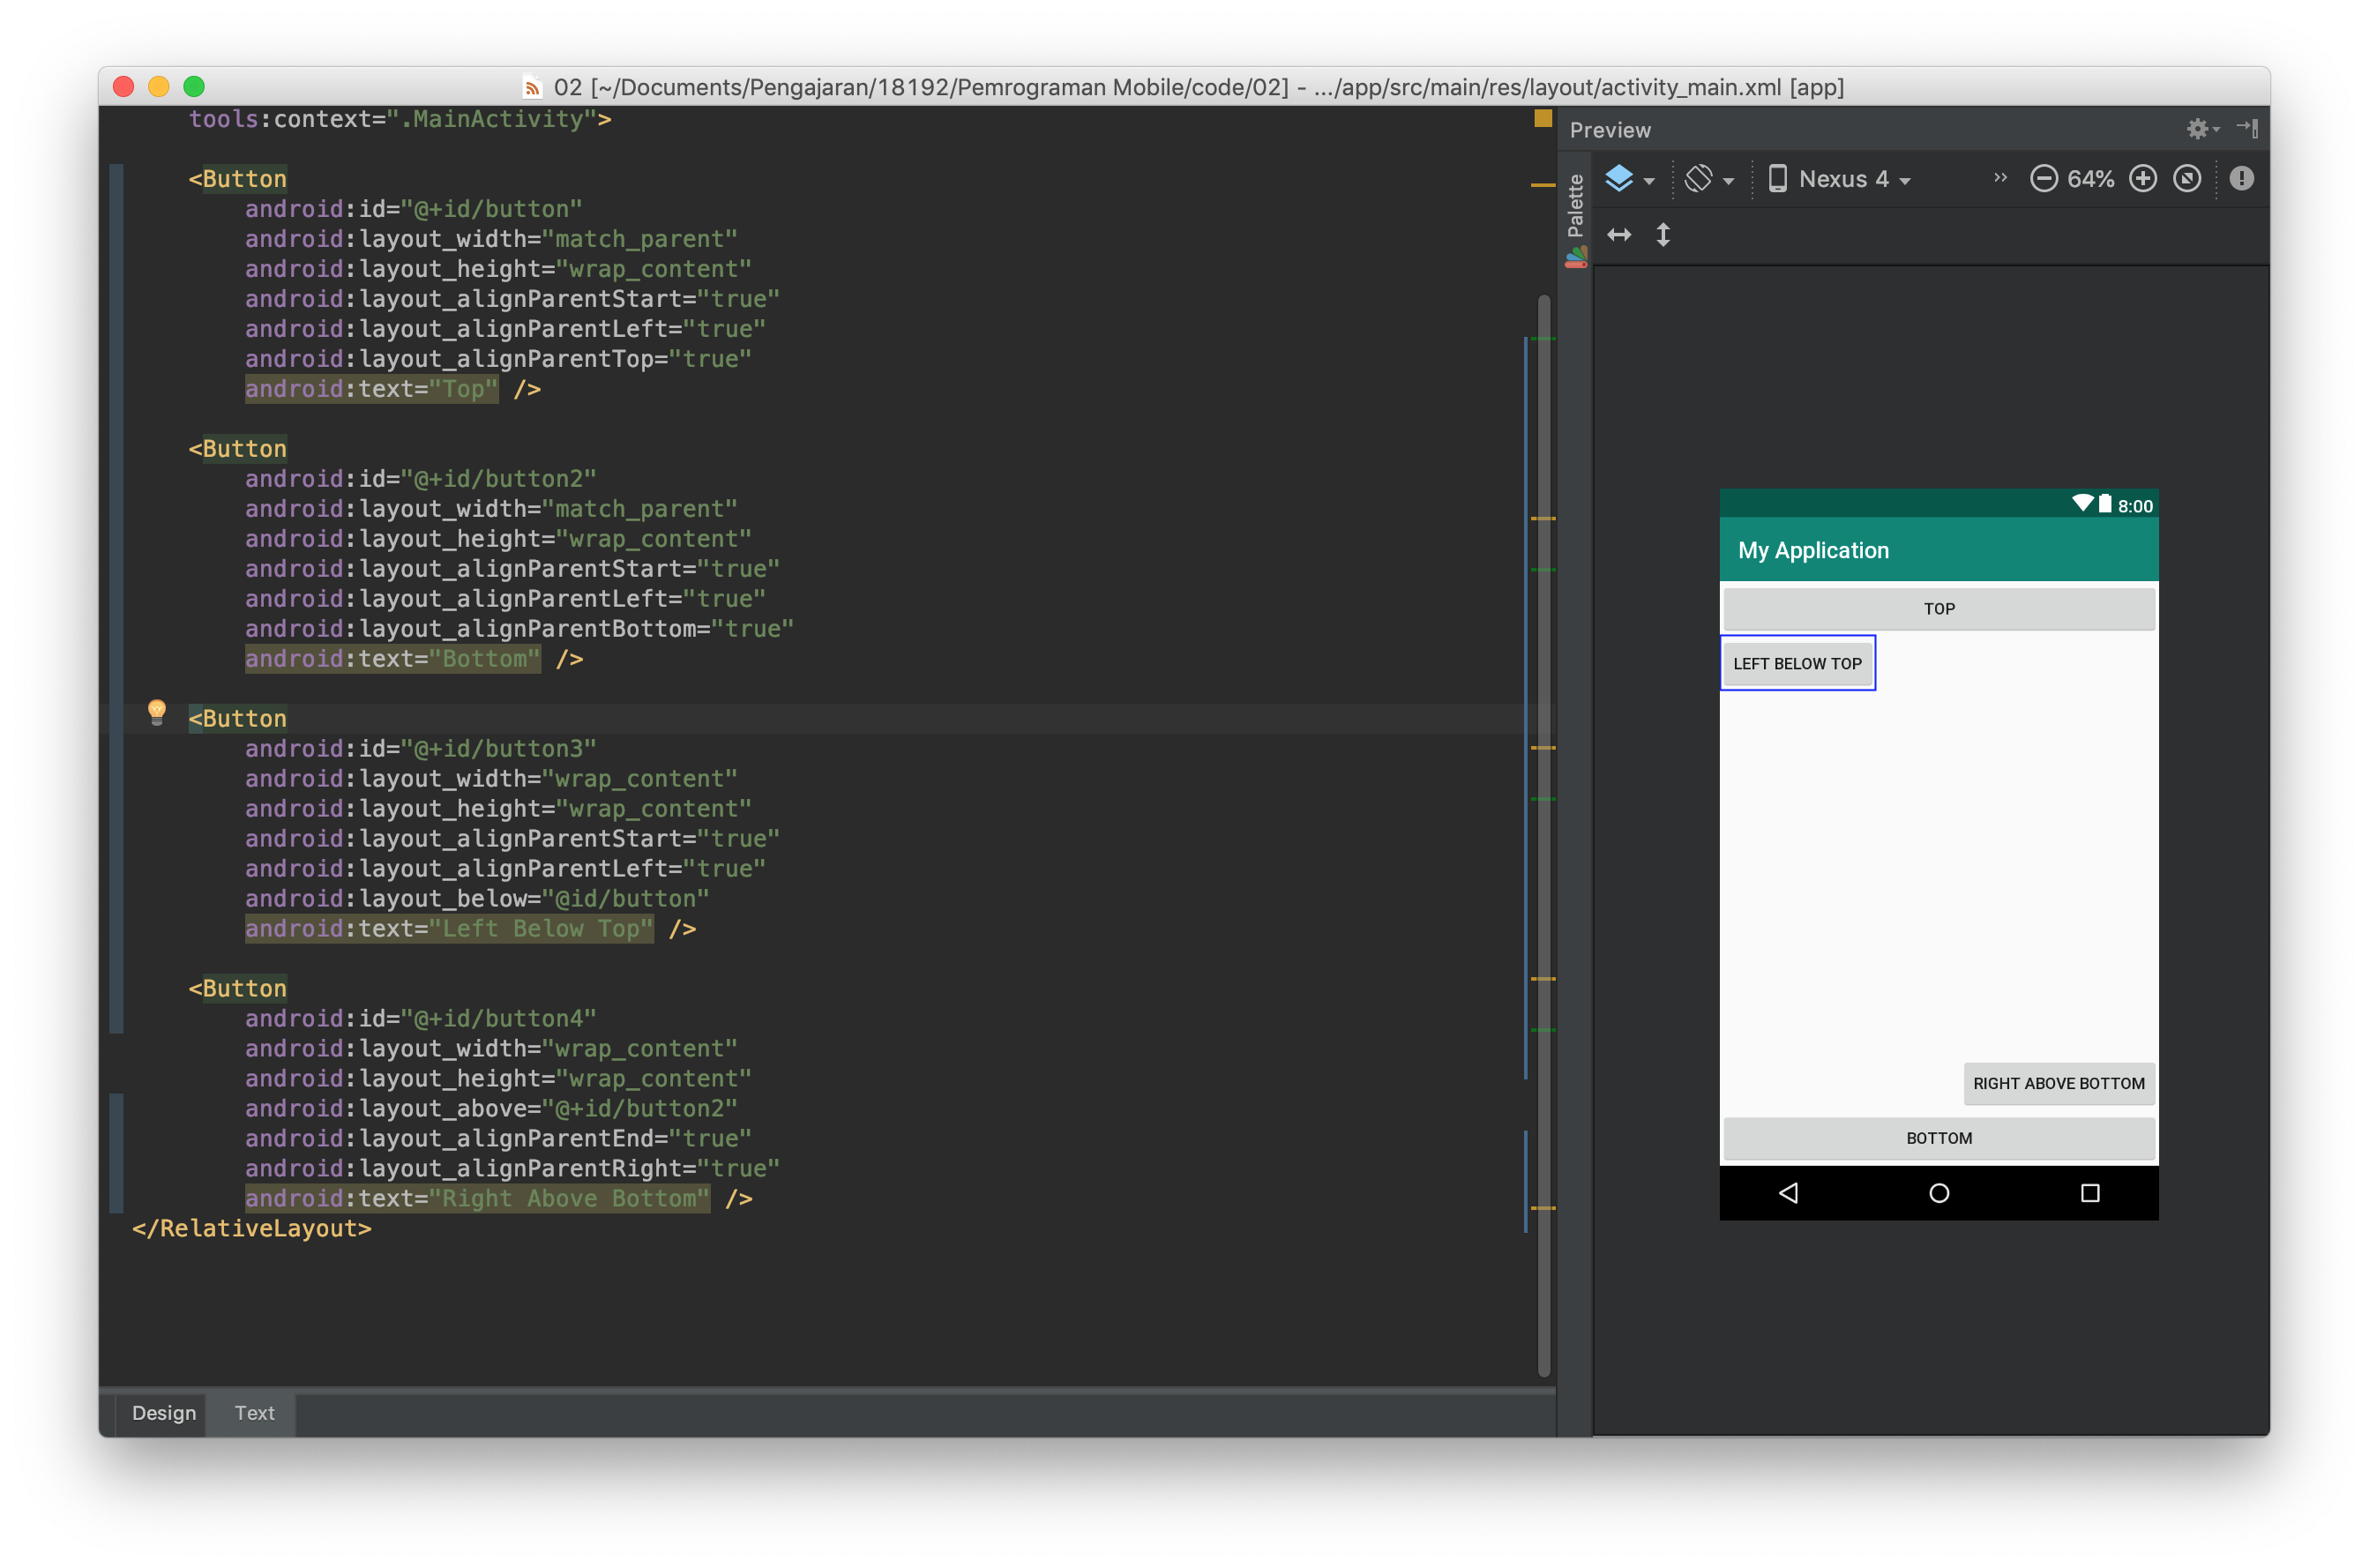 02 [~/Documents/Pengajaran/18192/Pemrograman Mobile/code/02] - .../app/src/main/res/layout/activity_main.xml [app]
tools:context=".MainActivity">
<Button
android:id="@+id/button"
android:layout_width="match_parent"
android:layout_height="wrap_content"
android:layout_alignParentStart="true"
android:layout_alignParentLeft="true"
android:layout_alignParentTop="true"
android:text="Top" />
<Button
android:id="@+id/button2"
android:layout_width="match_parent"
android:layout_height="wrap_content"
android:layout_alignParentStart="true"
android:layout_alignParentLeft="true"
android:layout_alignParentBottom="true"
android:text="Bottom" />
<Button
android:id="@+id/button3"
android:layout_width="wrap_content"
android:layout_height="wrap_content"
android:layout_alignParentStart="true"
android:layout_alignParentLeft="true"
android:layout_below="@id/button"
android:text="Left Below Top" />
<Button
android:id="@+id/button4"
android:layout_width="wrap_content"
android:layout_height="wrap_content"
android:layout_above="@+id/button2"
android:layout_alignParentEnd="true"
android:layout_alignParentRight="true"
android:text="Right Above Bottom" />
</RelativeLayout>
Design Text
Preview
Palette
Nexus 4 » 64%
8:00
My Application
TOP
LEFT BELOW TOP
RIGHT ABOVE BOTTOM
BOTTOM